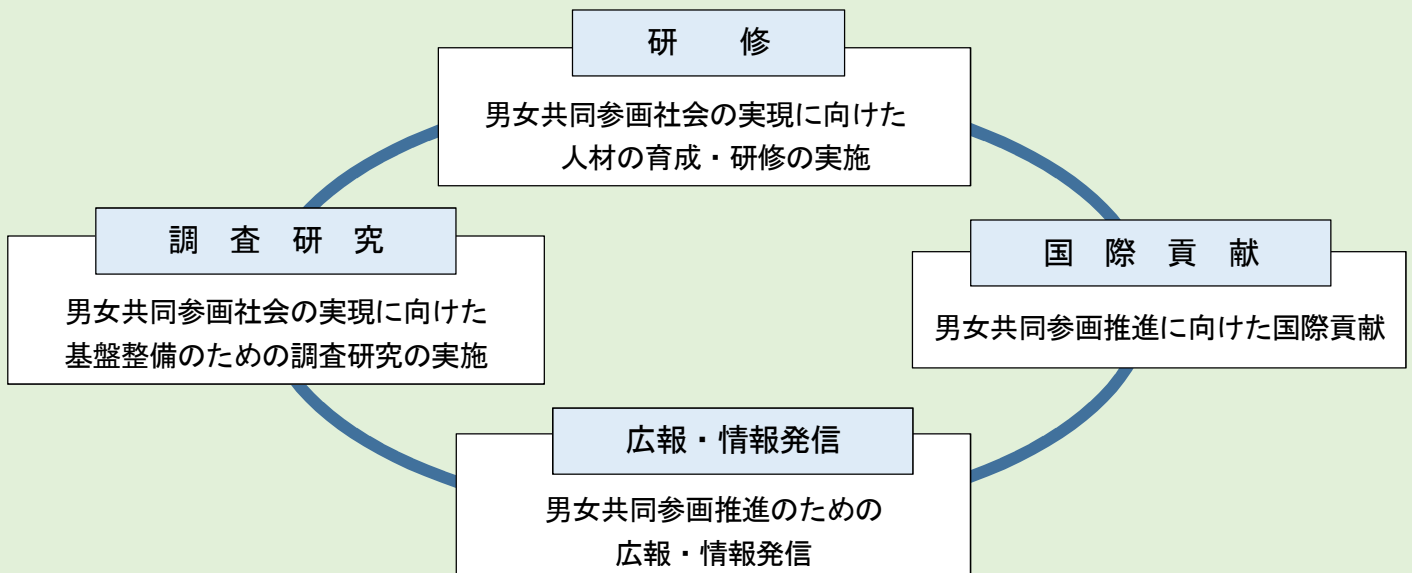 研　修
男女共同参画社会の実現に向けた
人材の育成・研修の実施
調　査　研　究
男女共同参画社会の実現に向けた
基盤整備のための調査研究の実施
国　際　貢　献
男女共同参画推進に向けた国際貢献
広報・情報発信
男女共同参画推進のための
広報・情報発信